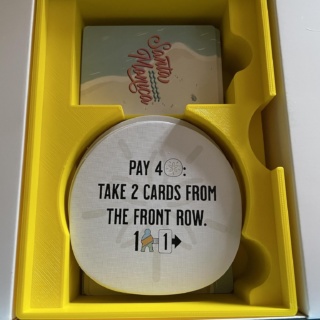 Santa
Monica
PAY 4 :
TAKE 2 CARDS FROM
THE FRONT ROW.
1 1